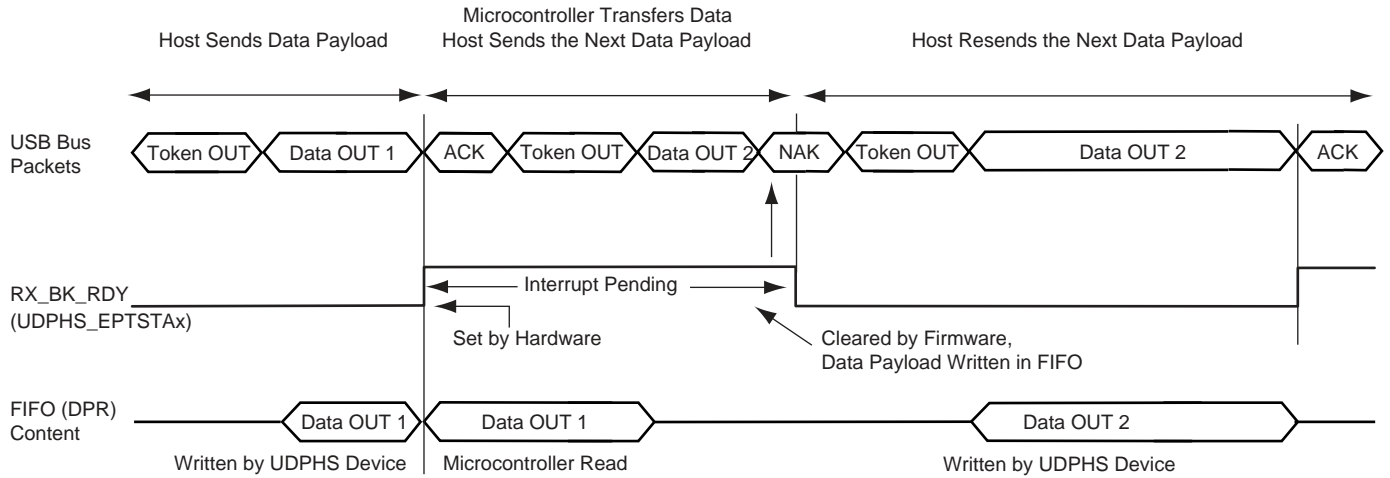 Host Sends Data Payload
Microcontroller Transfers Data
Host Sends the Next Data Payload
Host Resends the Next Data Payload
USB Bus
Packets
Token OUT
Data OUT 1
ACK
Token OUT
Data OUT 2
NAK
Token OUT
Data OUT 2
ACK
RX_BK_RDY
(UDPHS_EPTSTAx)
Interrupt Pending
Set by Hardware
Cleared by Firmware,
Data Payload Written in FIFO
FIFO (DPR)
Content
Data OUT 1
Data OUT 1
Data OUT 2
Written by UDPHS Device
Microcontroller Read
Written by UDPHS Device